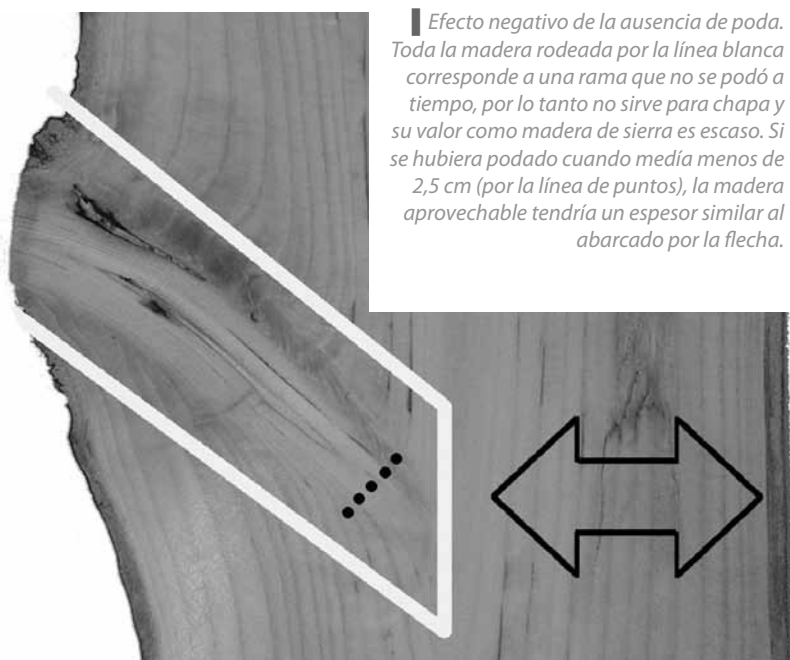 Efecto negativo de la ausencia de poda.
Toda la madera rodeada por la línea blanca
corresponde a una rama que no se podó a
tiempo, por lo tanto no sirve para chapa y
su valor como madera de sierra es escaso. Si
se hubiera podado cuando medía menos de
2,5 cm (por la línea de puntos), la madera
aprovechable tendría un espesor similar al
abarcado por la flecha.